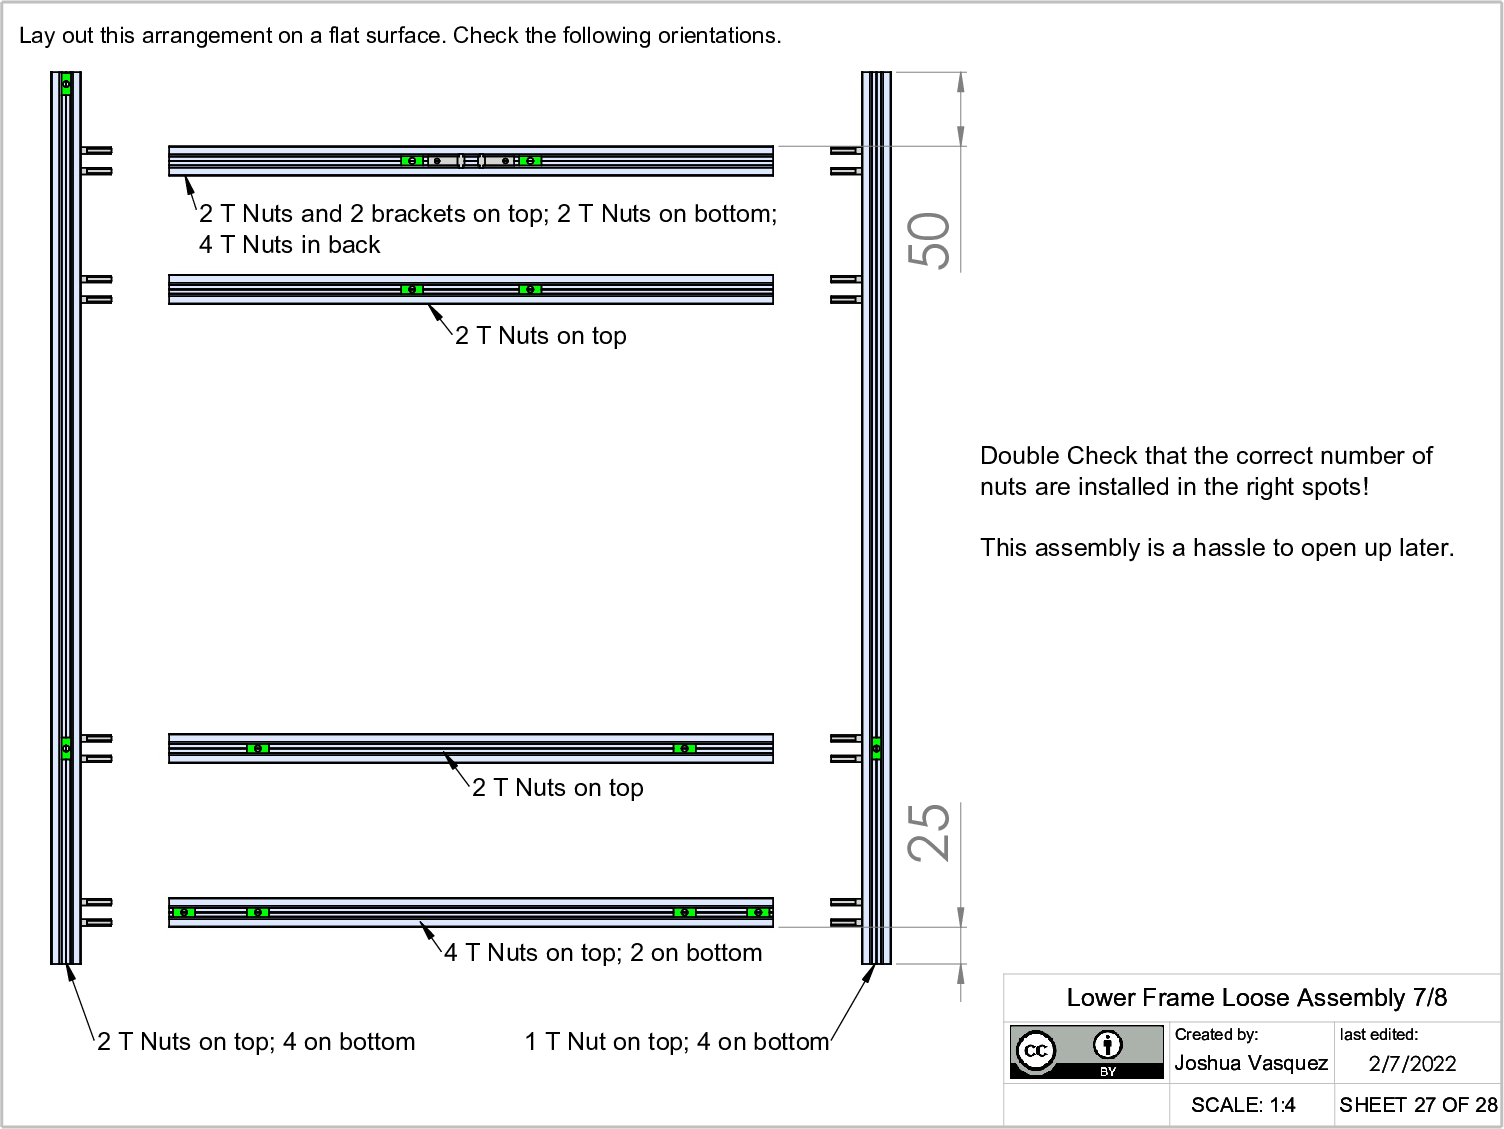 Lay out this arrangement on a flat surface. Check the following orientations.
2 T Nuts and 2 brackets on top; 2 T Nuts on bottom;
4 T Nuts in back
50
2 T Nuts on top
Double Check that the correct number of
nuts are installed in the right spots!
This assembly is a hassle to open up later.
2 T Nuts on top
25
4 T Nuts on top; 2 on bottom
2 T Nuts on top; 4 on bottom
1 T Nut on top; 4 on bottom
Lower Frame Loose Assembly 7/8
cc
BY
Created by:
Joshua Vasquez
last edited:
2/7/2022
SCALE: 1:4
SHEET 27 OF 28